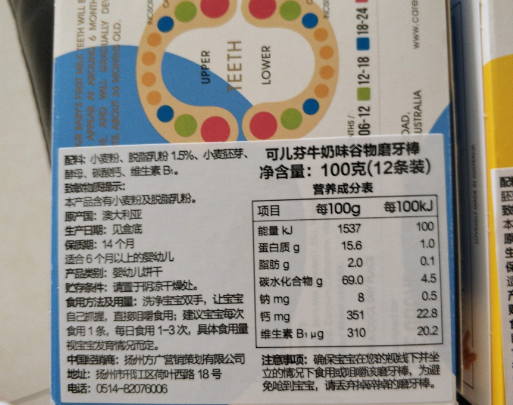 UPPER
TEETH
LOWER
06-12
12-18
18-24
www.care
USTRALIA
配料：小麦粉、脱脂乳粉 1.5%、小麦胚芽、
酵母、碳酸钙、维生素 B₁。
致敏物质提示：
本产品含有小麦粉及脱脂乳粉。
原产国：澳大利亚
生产日期：见盒底
保质期：14 个月
适合 6 个月以上的婴幼儿
产品类别：婴幼儿饼干
贮存条件：请置于阴凉干燥处。
食用方法及用量：洗净宝宝双手，让宝宝
自己抓握，直接咀嚼食用；建议宝宝每次
食用 1 条，每日食用 1-3 次，具体食用量
视宝宝发育情况而定。
中国经销商：扬州方广营销策划有限公司
地址：扬州市邗江区荷叶西路 18 号
电话：0514-82076006
可儿芬牛奶味谷物磨牙棒
净含量：100克(12条装)
营养成分表
项目 每100g 每100kJ
能量 kJ 1537 100
蛋白质 g 15.6 1.0
脂肪 g 2.0 0.1
碳水化合物 g 69.0 4.5
钠 mg 8 0.5
钙 mg 351 22.8
维生素 B₁ μg 310 20.2
注意事项：确保宝宝在您的视线下并坐
立的情况下食用或咀嚼该磨牙棒，为避
免呛到宝宝，请丢弃掉碎碎的磨牙棒。